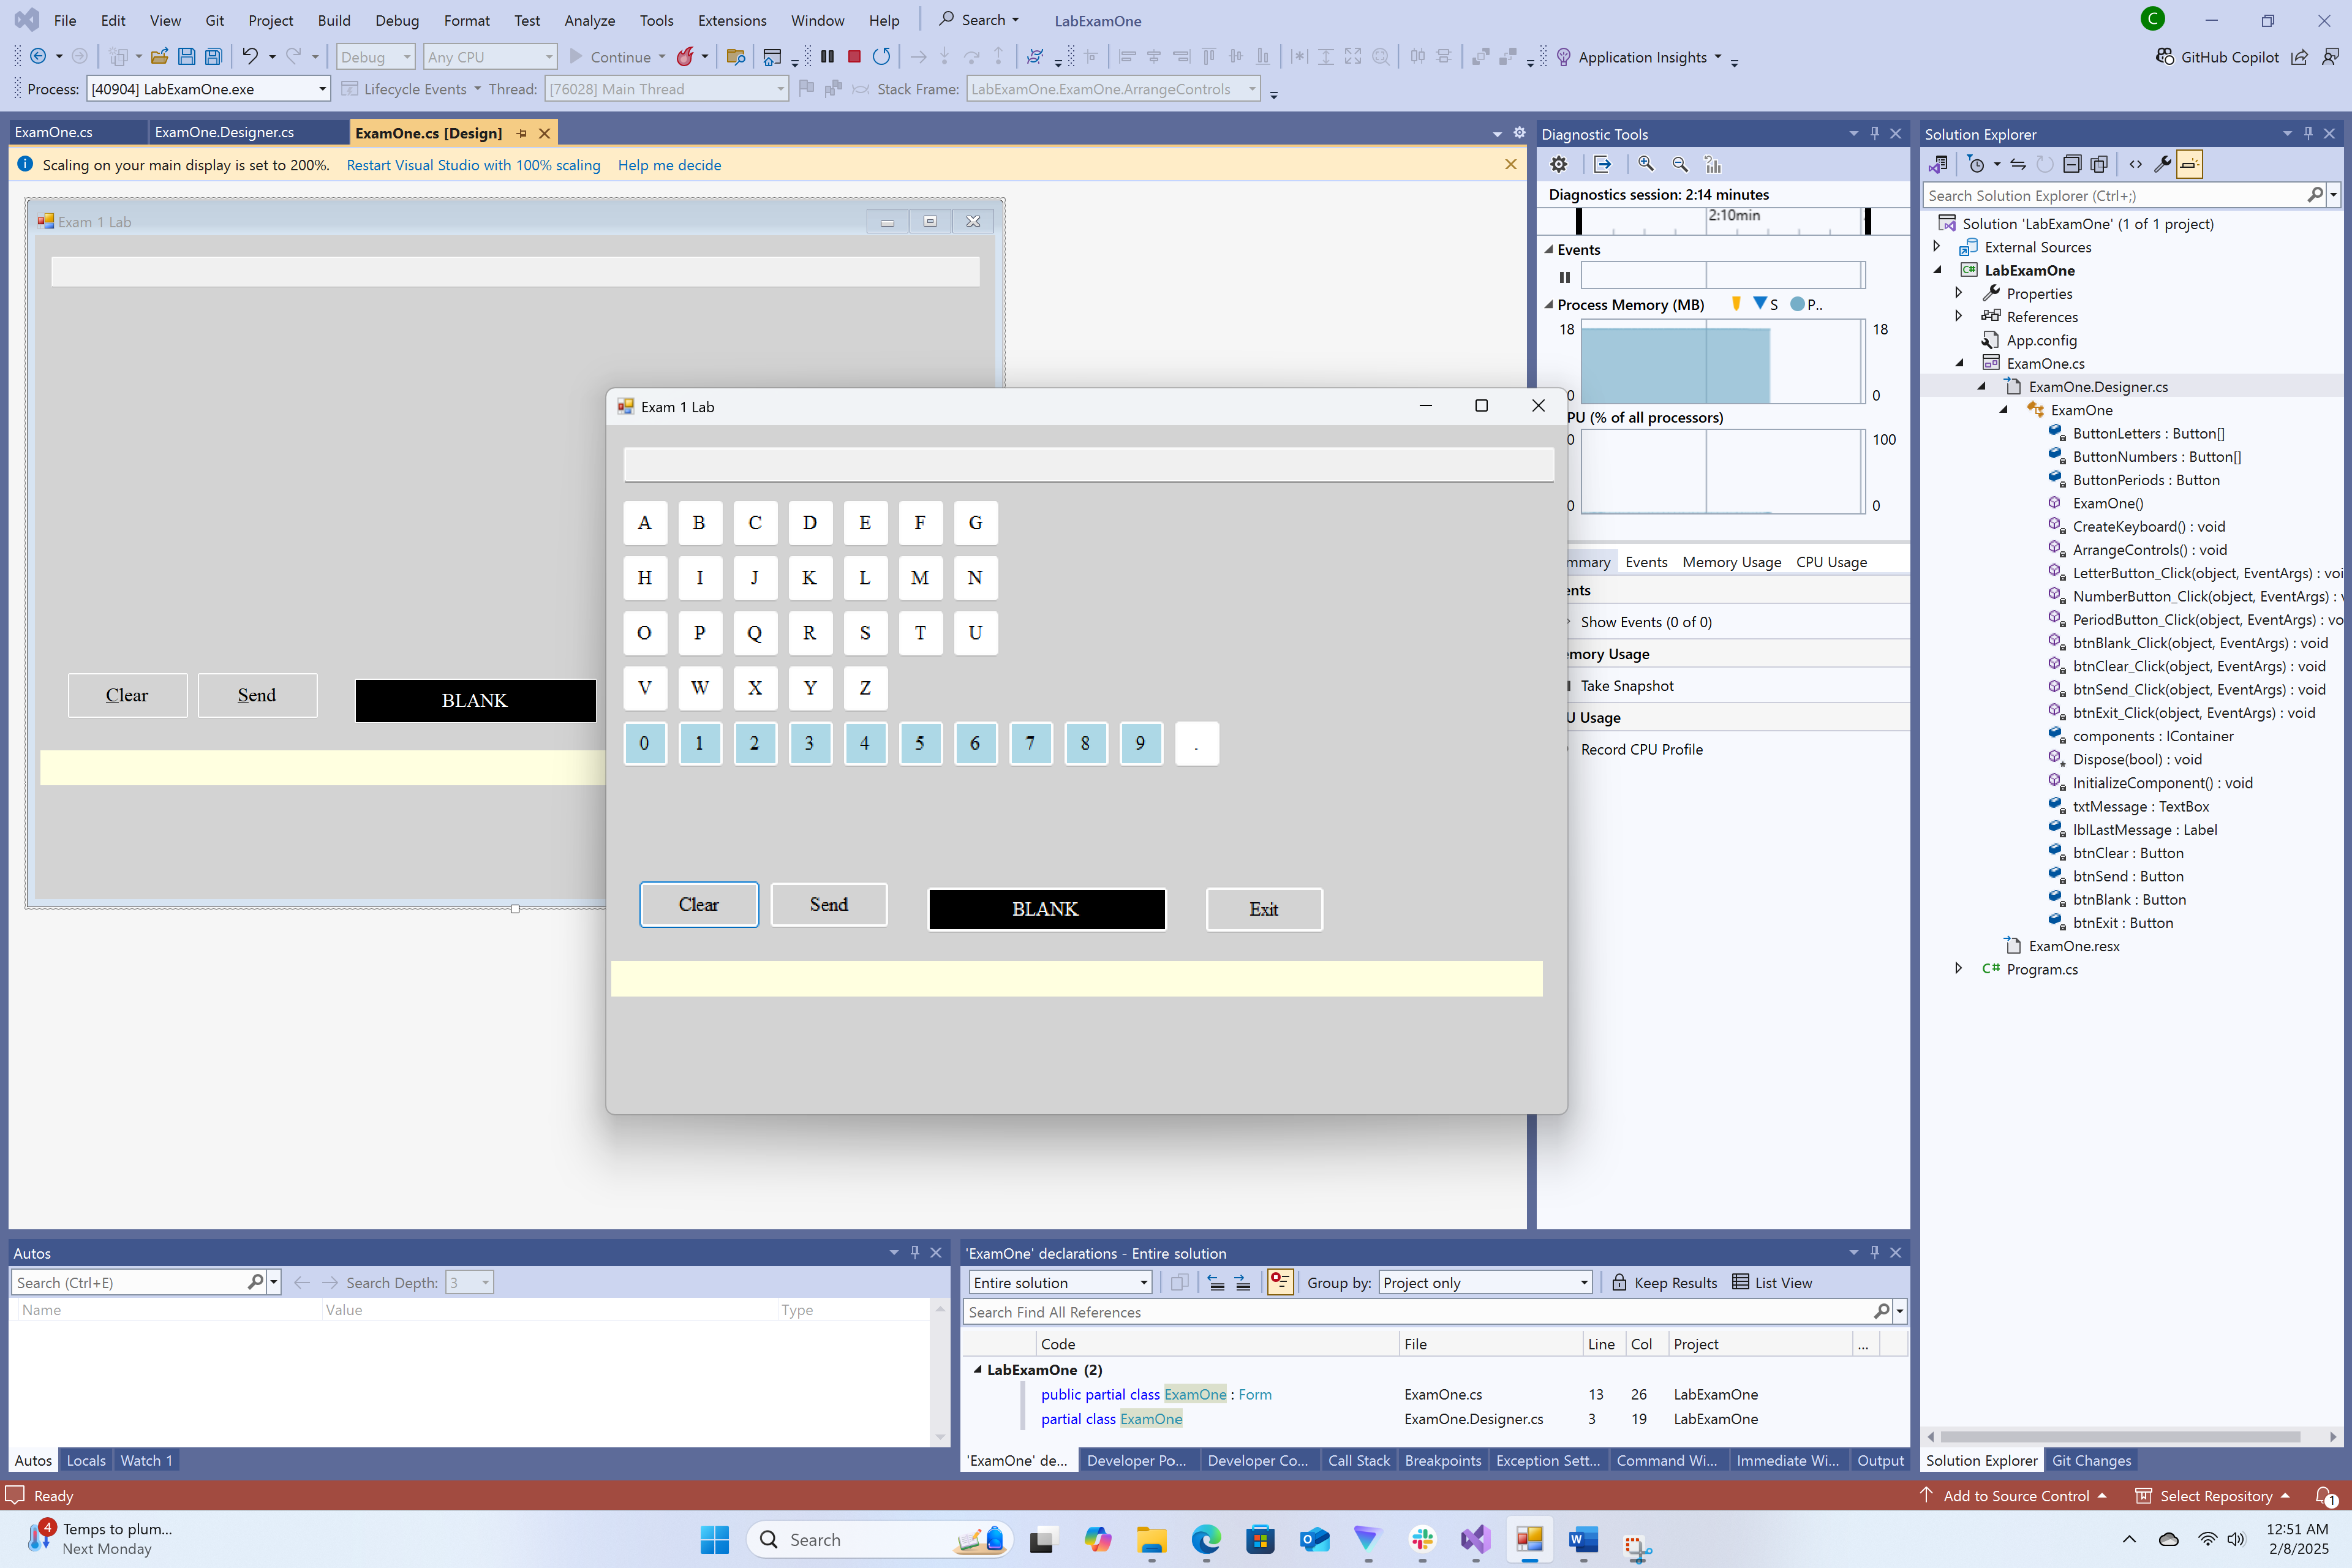 File Edit View Git Project Build Debug Format Test Analyze Tools Extensions Window Help Search LabExamOne C
Debug Any CPU Continue Application Insights GitHub Copilot
Process: [40904] LabExamOne.exe Lifecycle Events Thread: [76028] Main Thread Stack Frame: LabExamOne.ExamOne.ArrangeControls
ExamOne.cs ExamOne.Designer.cs ExamOne.cs [Design]
Scaling on your main display is set to 200%. Restart Visual Studio with 100% scaling Help me decide
Exam 1 Lab
Clear Send BLANK
Exam 1 Lab
A B C D E F G
H I J K L M N
O P Q R S T U
V W X Y Z
0 1 2 3 4 5 6 7 8 9 .
Clear Send BLANK Exit
Diagnostic Tools
Diagnostics session: 2:14 minutes
2:10min
Events
Process Memory (MB) S P..
18 18
0 0
PU (% of all processors)
0 100
0 0
mmary Events Memory Usage CPU Usage
ents
Show Events (0 of 0)
emory Usage
Take Snapshot
U Usage
Record CPU Profile
Solution Explorer
Search Solution Explorer (Ctrl+;)
Solution 'LabExamOne' (1 of 1 project)
External Sources
C# LabExamOne
Properties
References
App.config
ExamOne.cs
ExamOne.Designer.cs
ExamOne
ButtonLetters : Button[]
ButtonNumbers : Button[]
ButtonPeriods : Button
ExamOne()
CreateKeyboard() : void
ArrangeControls() : void
LetterButton_Click(object, EventArgs) : voi
NumberButton_Click(object, EventArgs) : v
PeriodButton_Click(object, EventArgs) : vo
btnBlank_Click(object, EventArgs) : void
btnClear_Click(object, EventArgs) : void
btnSend_Click(object, EventArgs) : void
btnExit_Click(object, EventArgs) : void
components : IContainer
Dispose(bool) : void
InitializeComponent() : void
txtMessage : TextBox
lblLastMessage : Label
btnClear : Button
btnSend : Button
btnBlank : Button
btnExit : Button
ExamOne.resx
C# Program.cs
Solution Explorer Git Changes
Autos
Search (Ctrl+E) Search Depth: 3
Name Value Type
Autos Locals Watch 1
'ExamOne' declarations - Entire solution
Entire solution Group by: Project only Keep Results List View
Search Find All References
Code File Line Col Project ...
LabExamOne (2)
public partial class ExamOne : Form ExamOne.cs 13 26 LabExamOne
partial class ExamOne ExamOne.Designer.cs 3 19 LabExamOne
'ExamOne' de... Developer Po... Developer Co... Call Stack Breakpoints Exception Sett... Command Wi... Immediate Wi... Output
Ready Add to Source Control Select Repository 1
4 Temps to plum...
Next Monday
Search
12:51 AM
2/8/2025